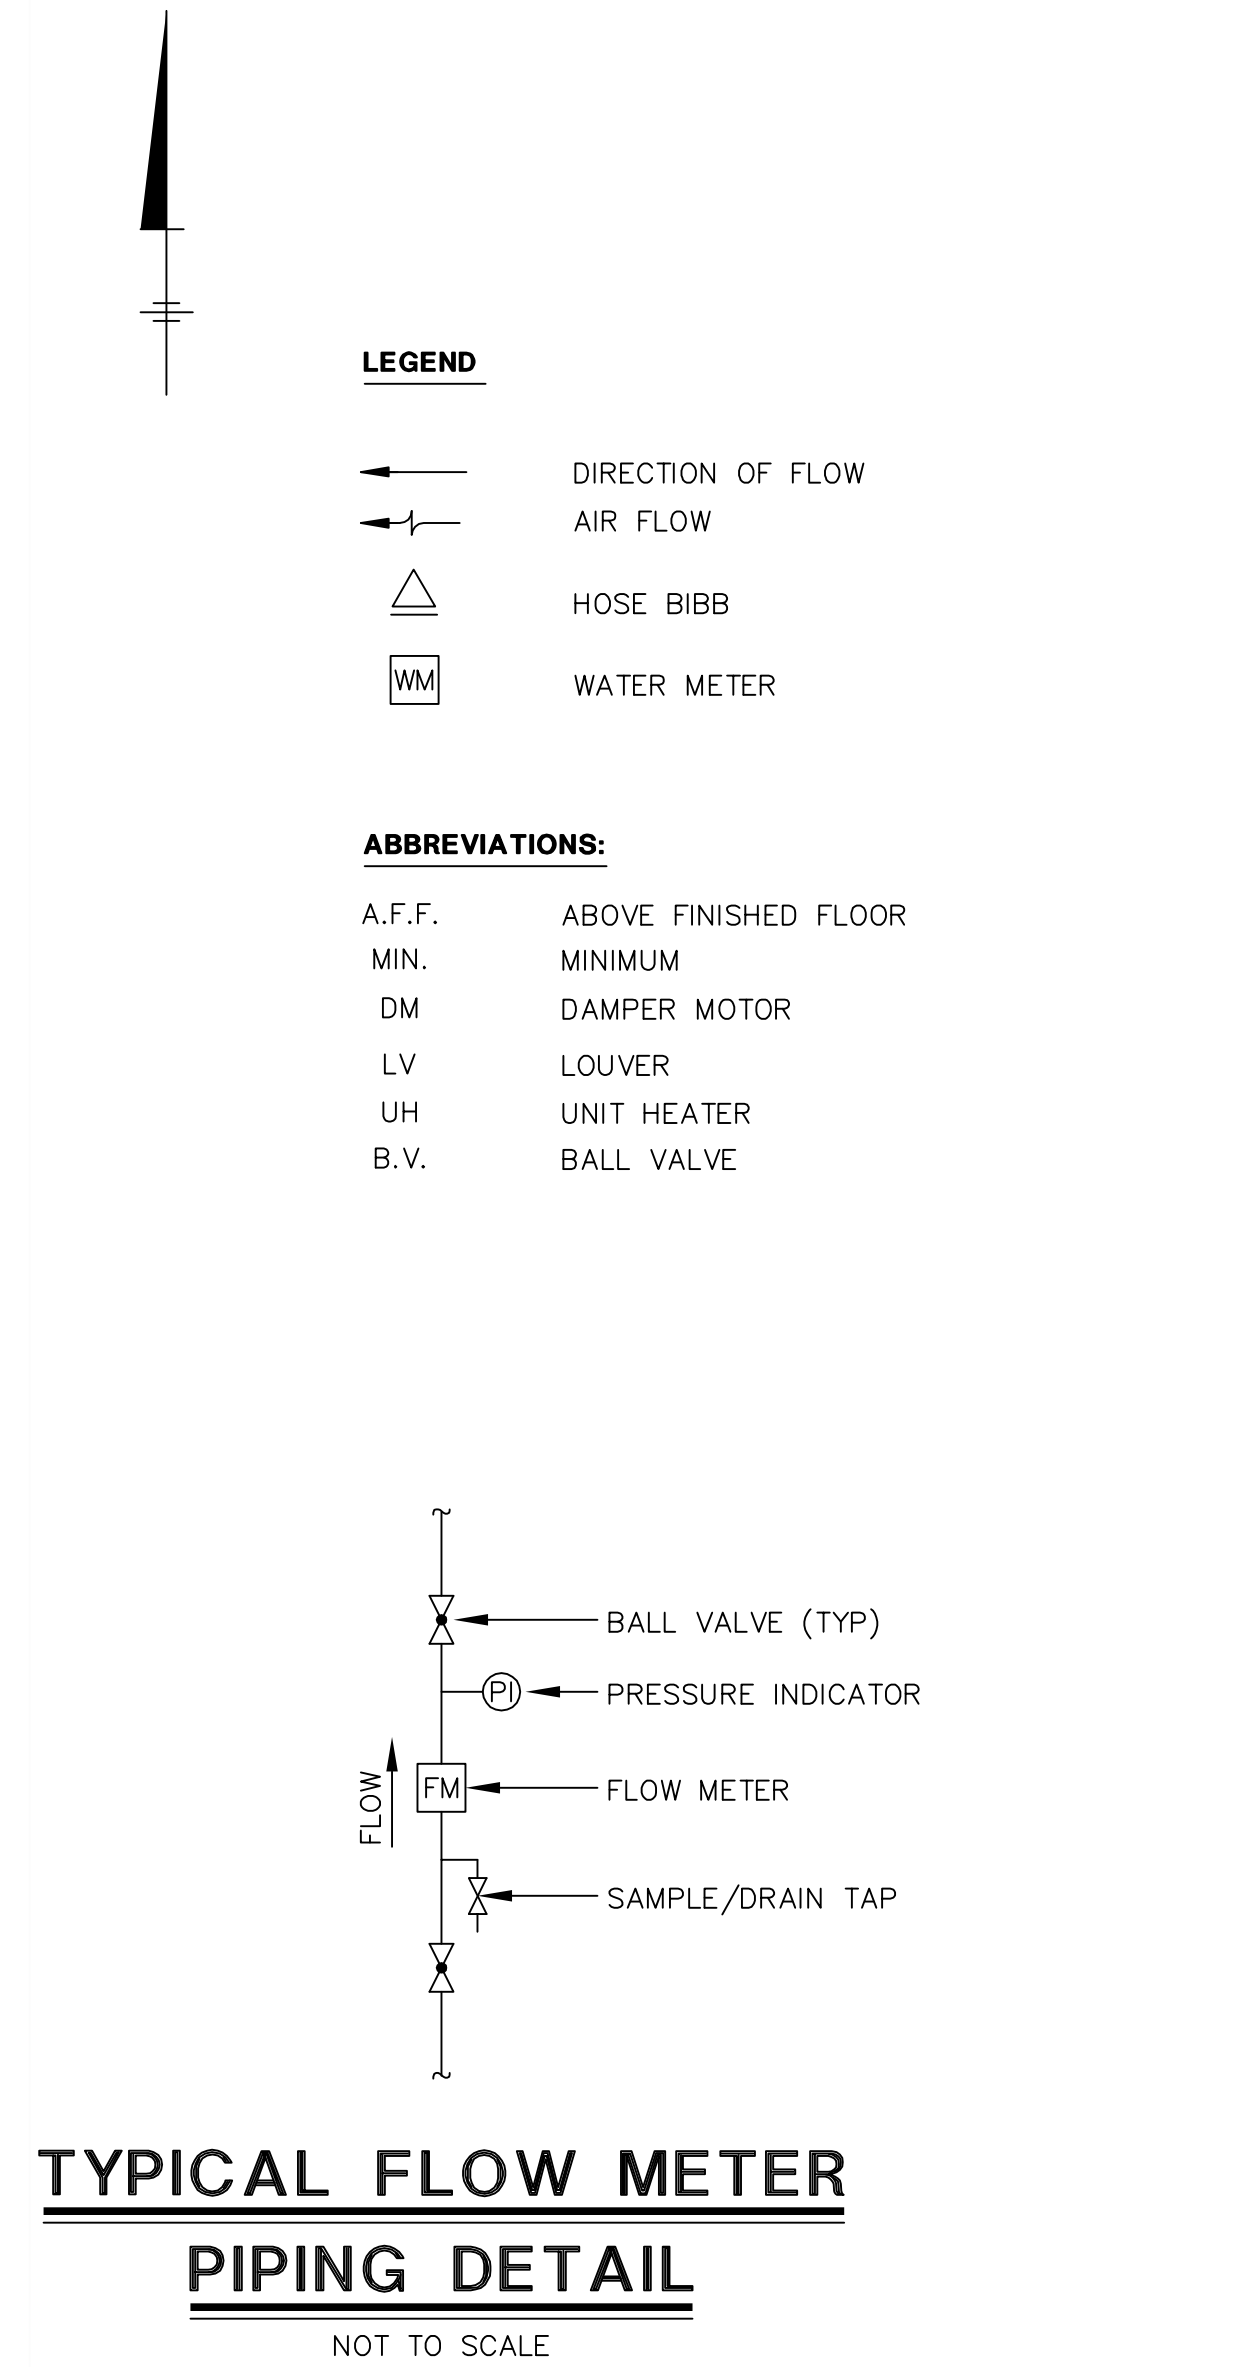 LEGEND
DIRECTION OF FLOW
AIR FLOW
HOSE BIBB
WM WATER METER
ABBREVIATIONS:
A.F.F. ABOVE FINISHED FLOOR
MIN. MINIMUM
DM DAMPER MOTOR
LV LOUVER
UH UNIT HEATER
B.V. BALL VALVE
BALL VALVE (TYP)
PI PRESSURE INDICATOR
FLOW
FM FLOW METER
SAMPLE/DRAIN TAP
TYPICAL FLOW METER
PIPING DETAIL
NOT TO SCALE